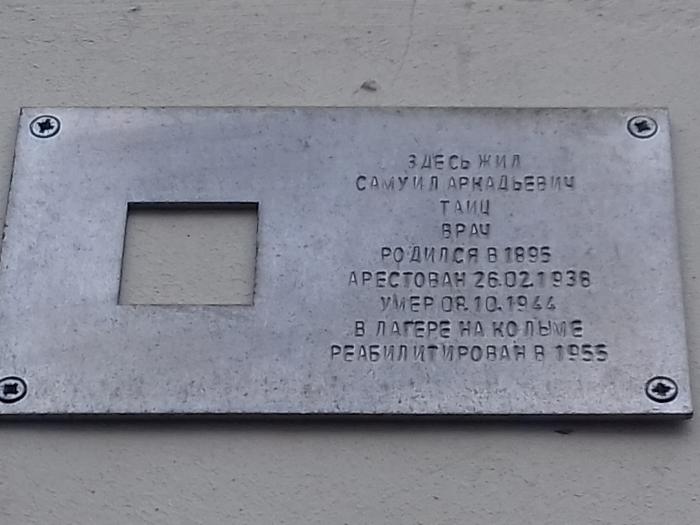 ЗДЕСЬ ЖИЛ
САМУИЛ АРКАДЬЕВИЧ
ТАИЦ
ВРАЧ
РОДИЛСЯ В 1895
АРЕСТОВАН 26.02.1938
УМЕР 08.10.1944
В ЛАГЕРЕ НА КОЛЫМЕ
РЕАБИЛИТИРОВАН В 1955